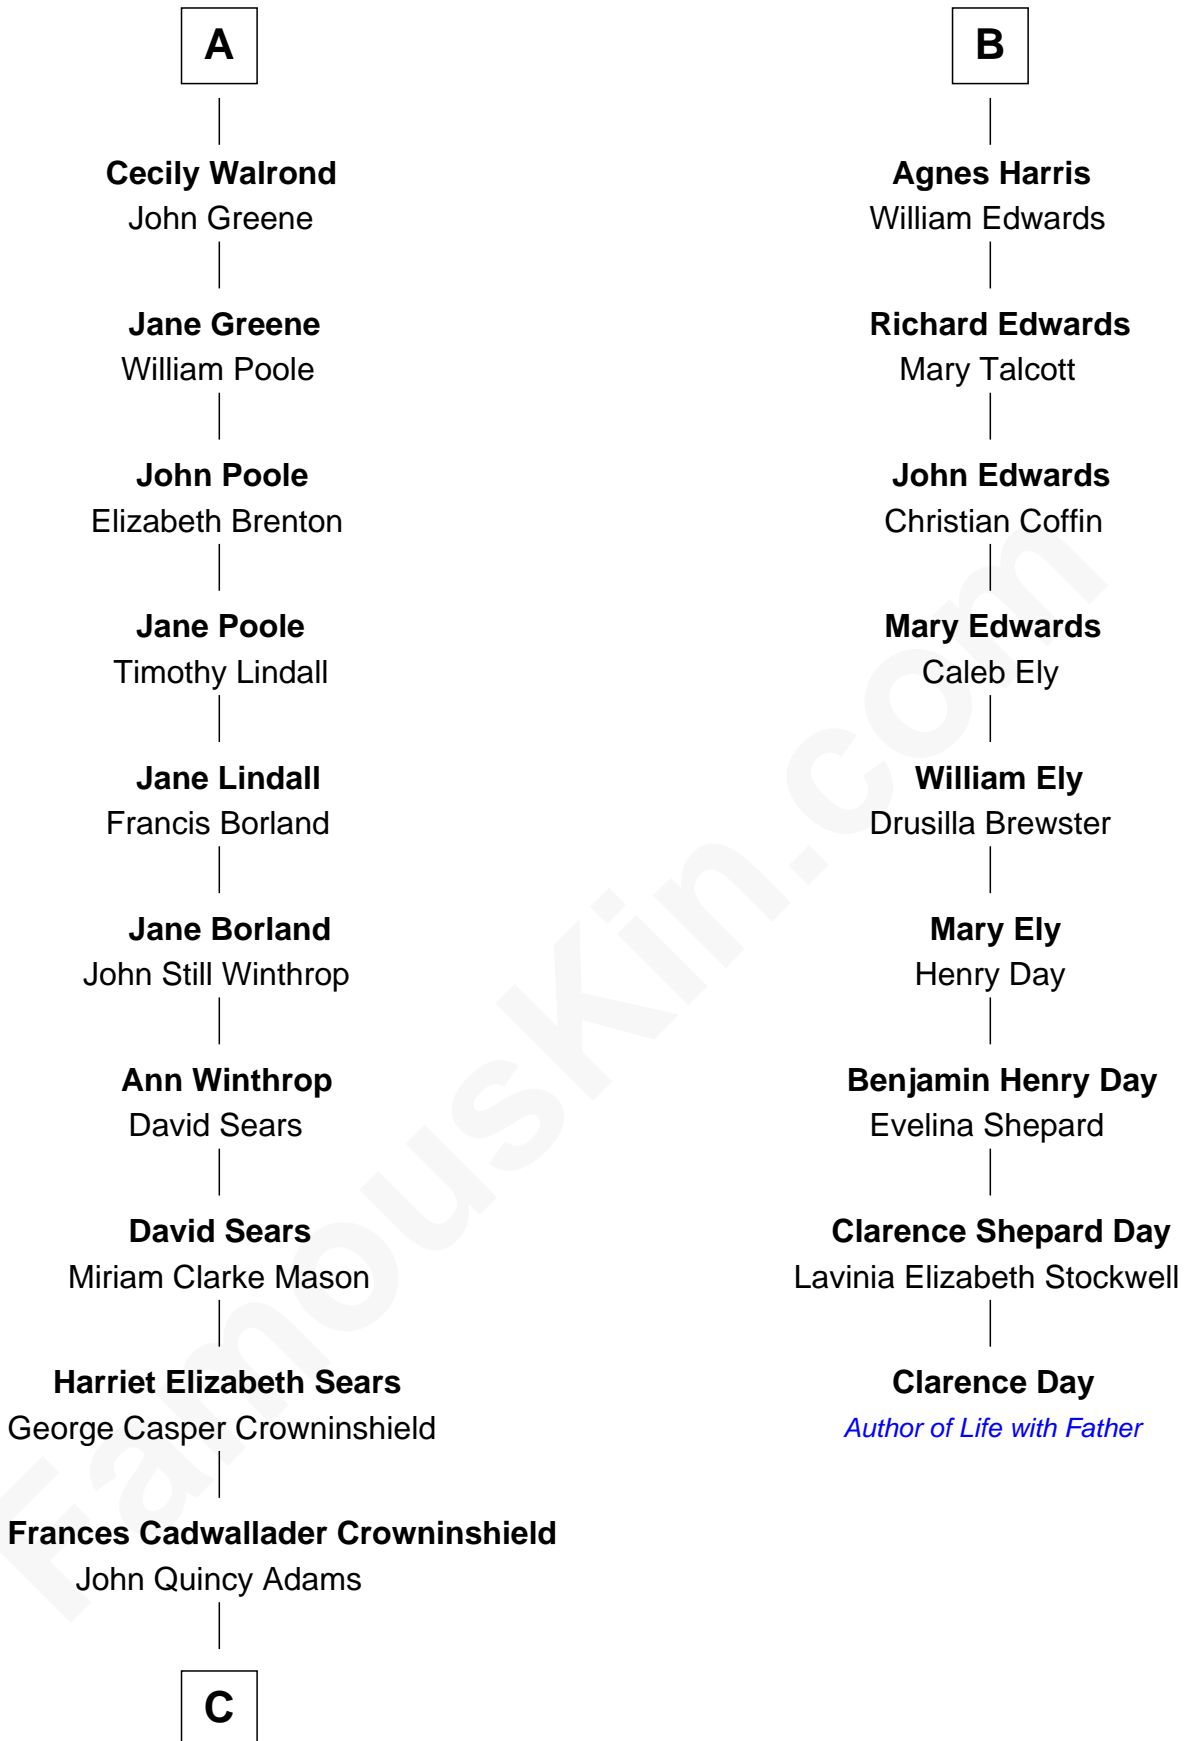 A
Cecily Walrond
John Greene
Jane Greene
William Poole
John Poole
Elizabeth Brenton
Jane Poole
Timothy Lindall
Jane Lindall
Francis Borland
Jane Borland
John Still Winthrop
Ann Winthrop
David Sears
David Sears
Miriam Clarke Mason
Harriet Elizabeth Sears
George Casper Crowninshield
Frances Cadwallader Crowninshield
John Quincy Adams
C
B
Agnes Harris
William Edwards
Richard Edwards
Mary Talcott
John Edwards
Christian Coffin
Mary Edwards
Caleb Ely
William Ely
Drusilla Brewster
Mary Ely
Henry Day
Benjamin Henry Day
Evelina Shepard
Clarence Shepard Day
Lavinia Elizabeth Stockwell
Clarence Day
Author of Life with Father
FamousKin.com